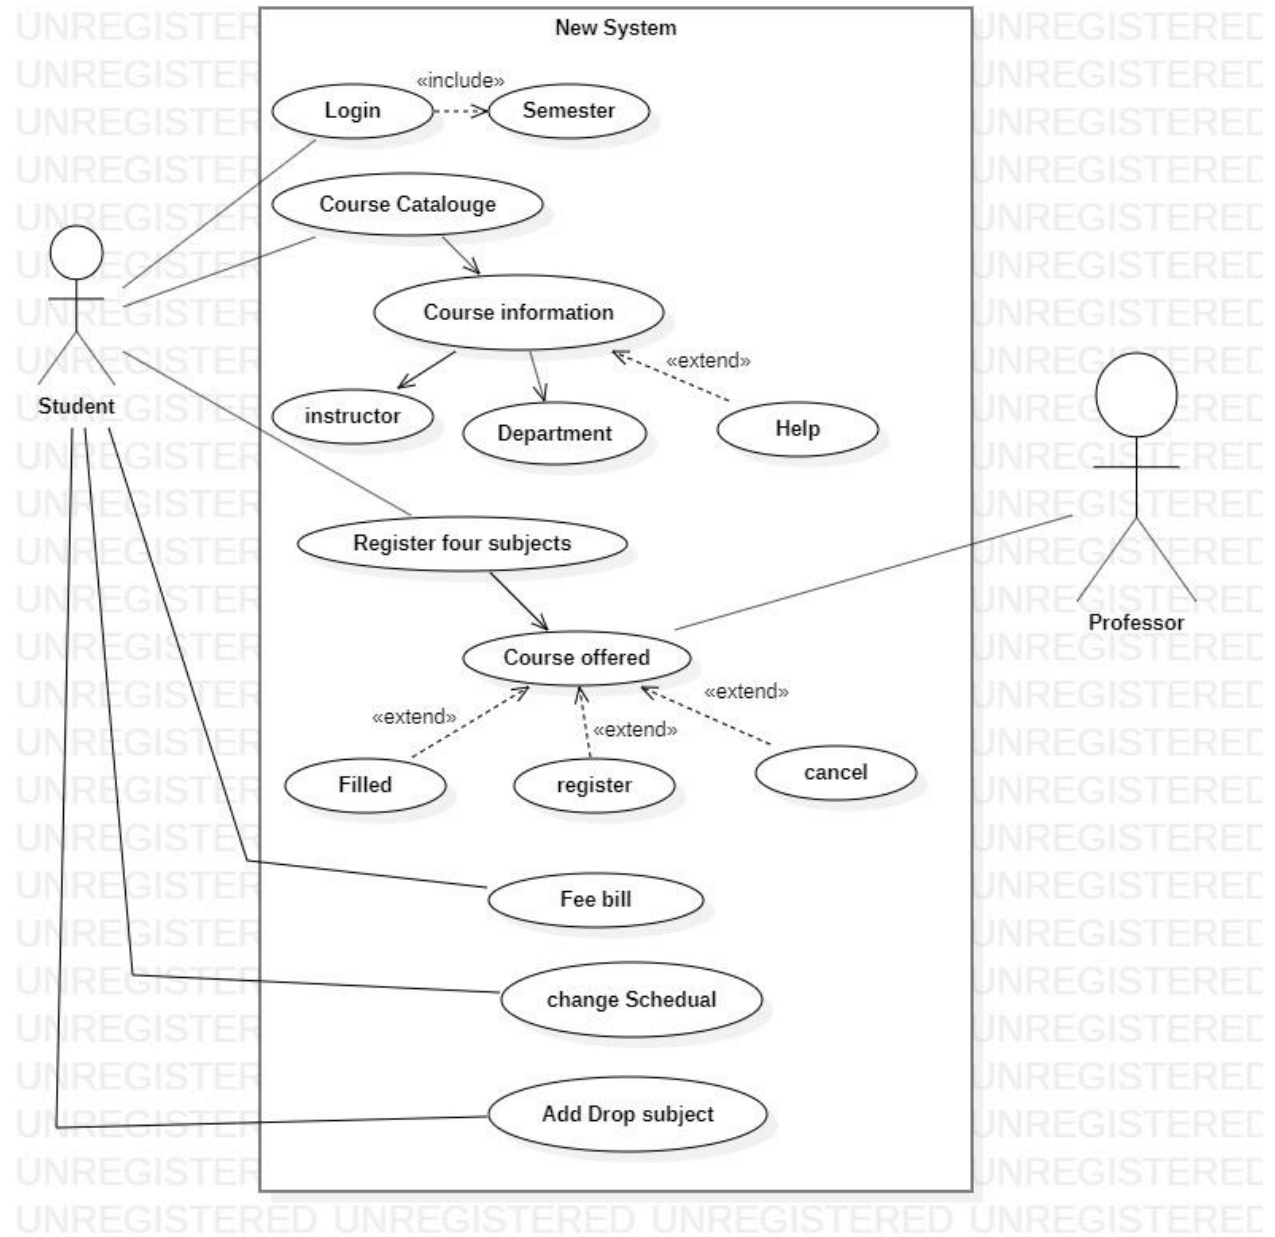 New System
«include»
Login
Semester
Course Catalouge
Course information
«extend»
instructor
Department
Help
Student
Register four subjects
Professor
Course offered
«extend»
«extend»
«extend»
Filled
register
cancel
Fee bill
change Schedual
Add Drop subject
UNREGISTERED UNREGISTERED UNREGISTERED UNREGISTERED